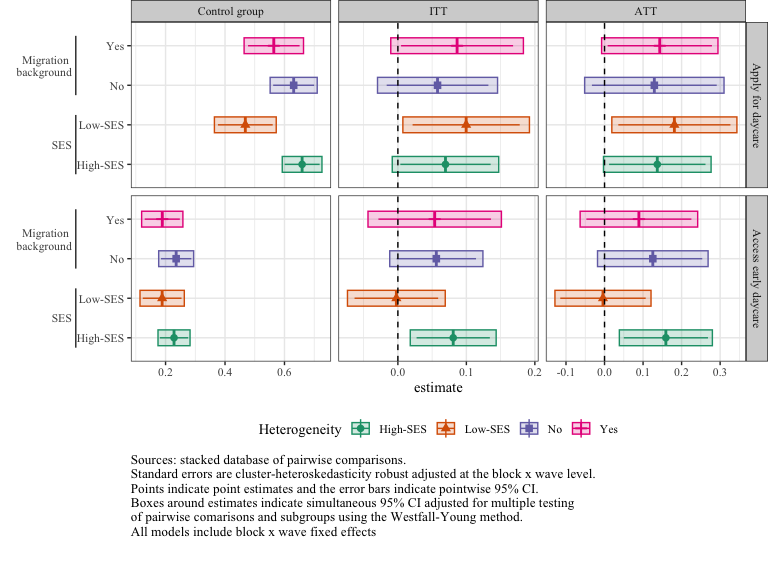 Control group
ITT
ATT
Migration
background
Yes
No
SES
Low-SES
High-SES
Apply for daycare
Migration
background
Yes
No
SES
Low-SES
High-SES
Access early daycare
0.2 0.4 0.6
0.0 0.1 0.2
-0.1 0.0 0.1 0.2 0.3
estimate
Heterogeneity High-SES Low-SES No Yes
Sources: stacked database of pairwise comparisons.
Standard errors are cluster-heteroskedasticity robust adjusted at the block x wave level.
Points indicate point estimates and the error bars indicate pointwise 95% CI.
Boxes around estimates indicate simultaneous 95% CI adjusted for multiple testing
of pairwise comarisons and subgroups using the Westfall-Young method.
All models include block x wave fixed effects